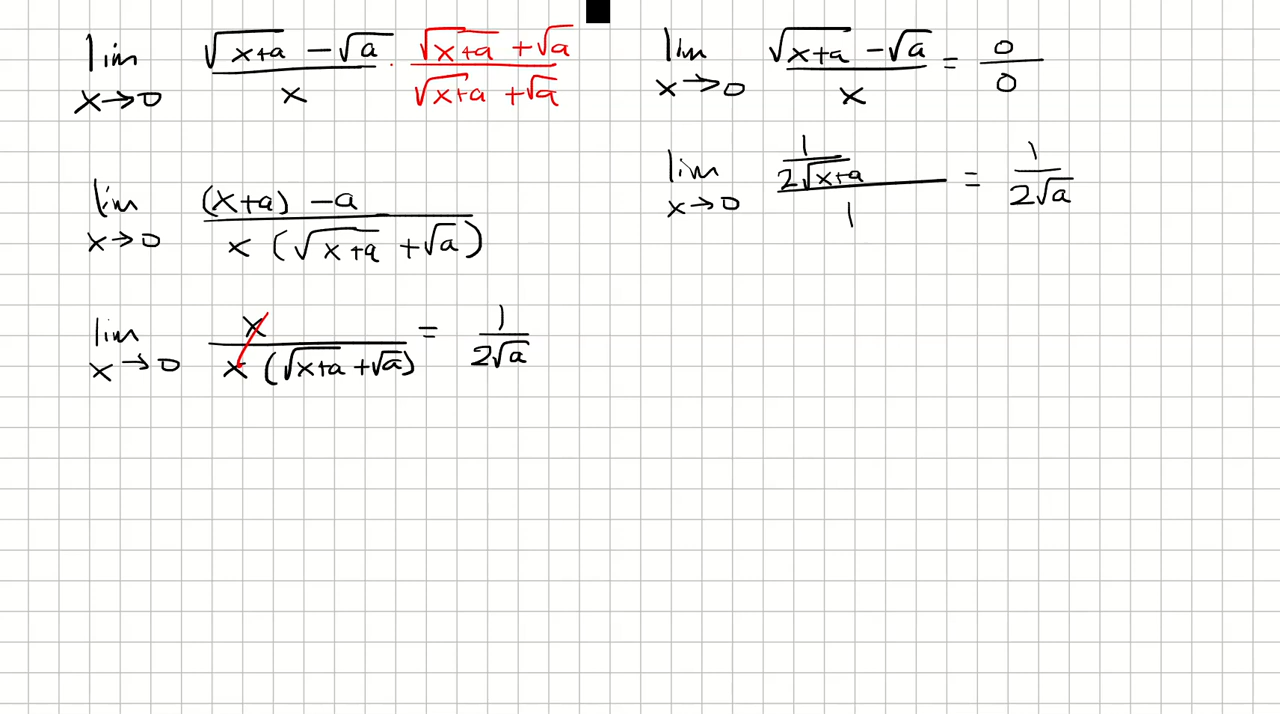 lim x→0 (√(x+a) − √a)/x · (√(x+a) + √a)/(√(x+a) + √a)
lim x→0 ((x+a) − a)/(x (√(x+a) + √a))
lim x→0 x/(x (√(x+a) + √a)) = 1/(2√a)
lim x→0 (√(x+a) − √a)/x = 0/0
lim x→0 (1/(2√(x+a)))/1 = 1/(2√a)